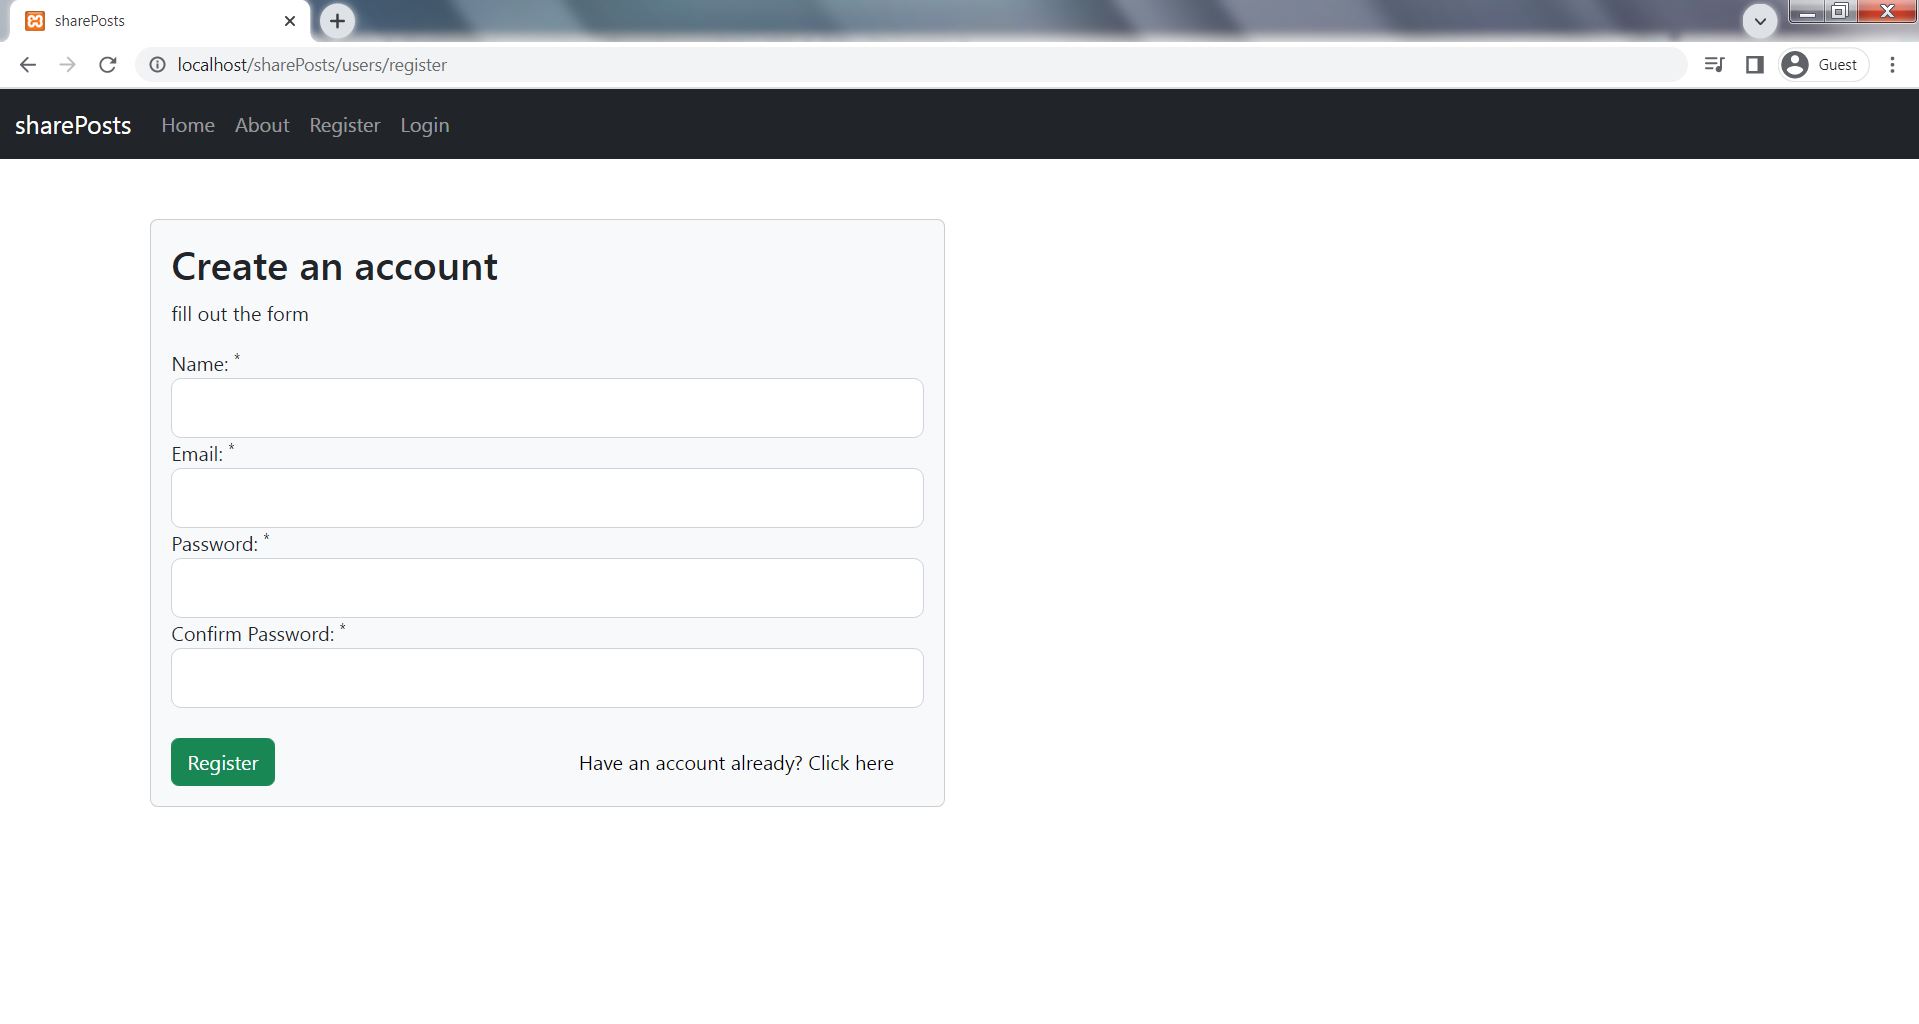 sharePosts
localhost/sharePosts/users/register
Guest
sharePosts Home About Register Login
Create an account
fill out the form
Name: *
Email: *
Password: *
Confirm Password: *
Register Have an account already? Click here